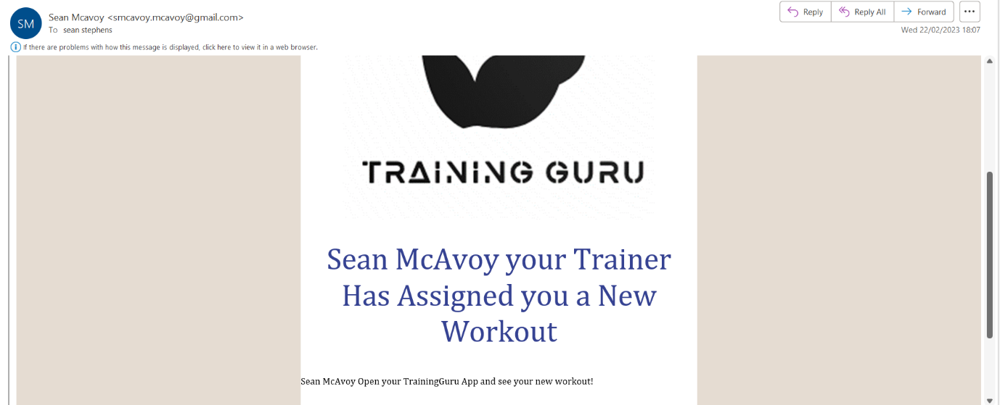 SM
Sean Mcavoy <smcavoy.mcavoy@gmail.com>
To sean stephens
Reply
Reply All
Forward
Wed 22/02/2023 18:07
If there are problems with how this message is displayed, click here to view it in a web browser.
TRAINING GURU
Sean McAvoy your Trainer
Has Assigned you a New
Workout
Sean McAvoy Open your TrainingGuru App and see your new workout!